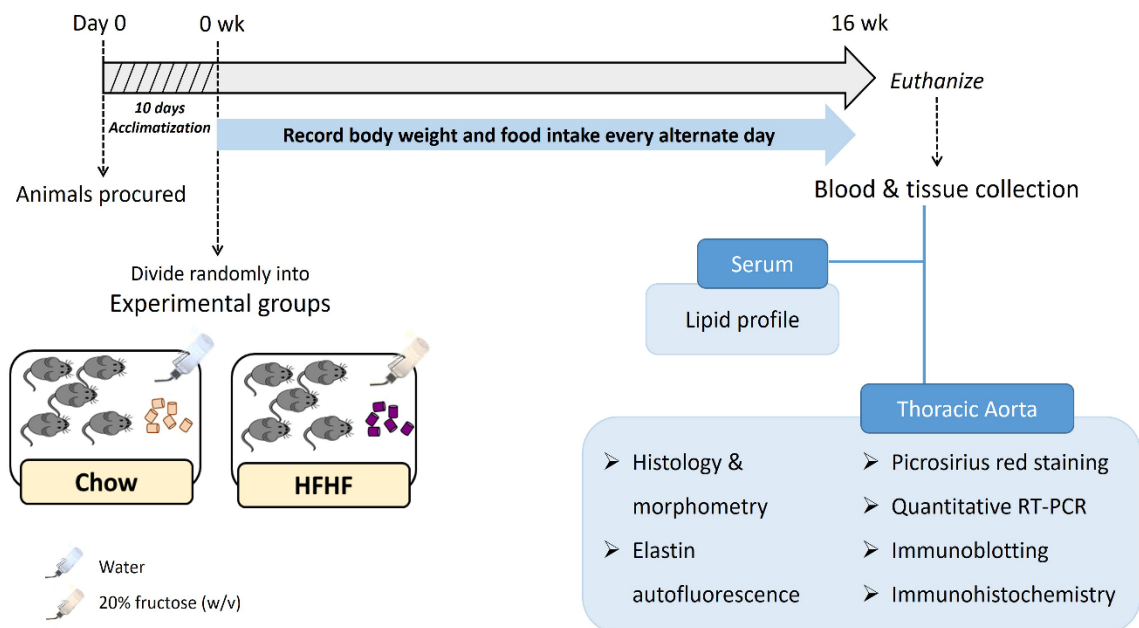 Day 0
0 wk
16 wk
10 days
Acclimatization
Euthanize
Record body weight and food intake every alternate day
Animals procured
Blood & tissue collection
Divide randomly into
Experimental groups
Serum
Lipid profile
Chow
HFHF
Thoracic Aorta
➢ Histology &
morphometry
➢ Elastin
autofluorescence
➢ Picrosirius red staining
➢ Quantitative RT-PCR
➢ Immunoblotting
➢ Immunohistochemistry
Water
20% fructose (w/v)